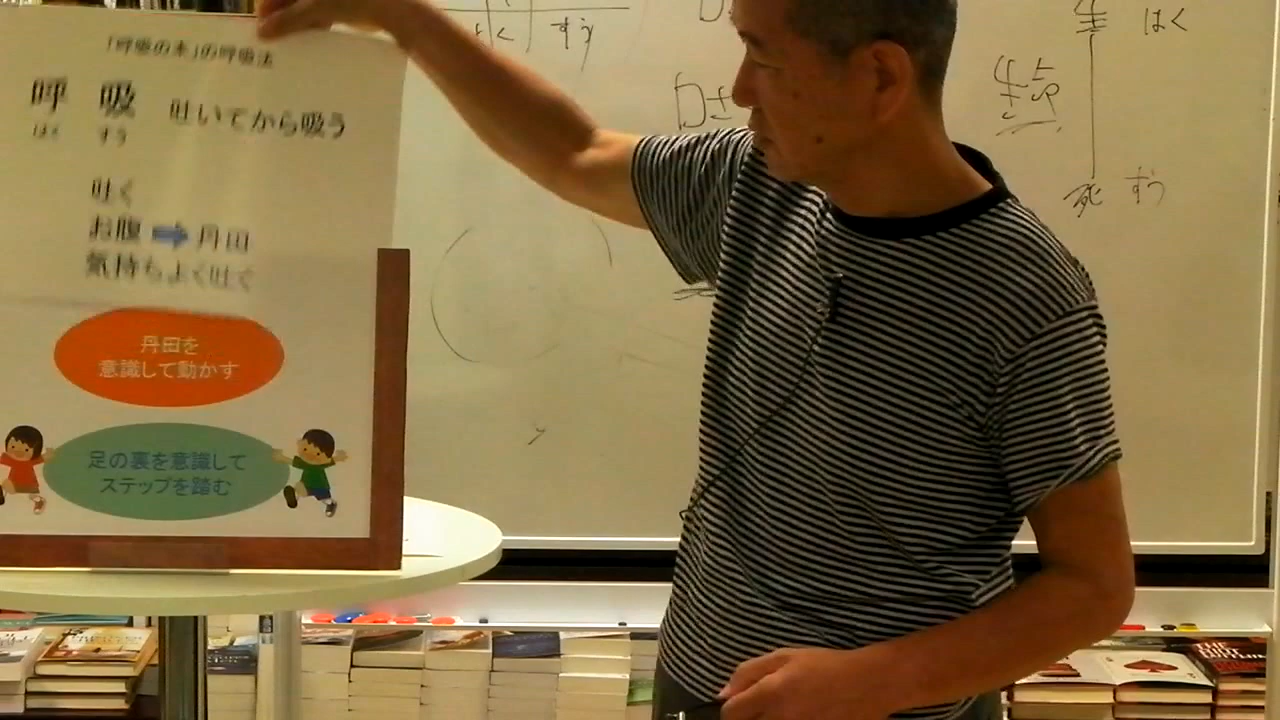 「呼吸の本」の呼吸法
呼 吸 吐いてから吸う
はく すう
吐く
お腹 ➡ 丹田
気持ちよく吐く
丹田を
意識して動かす
足の裏を意識して
ステップを踏む
すう
生 はく
死 すう